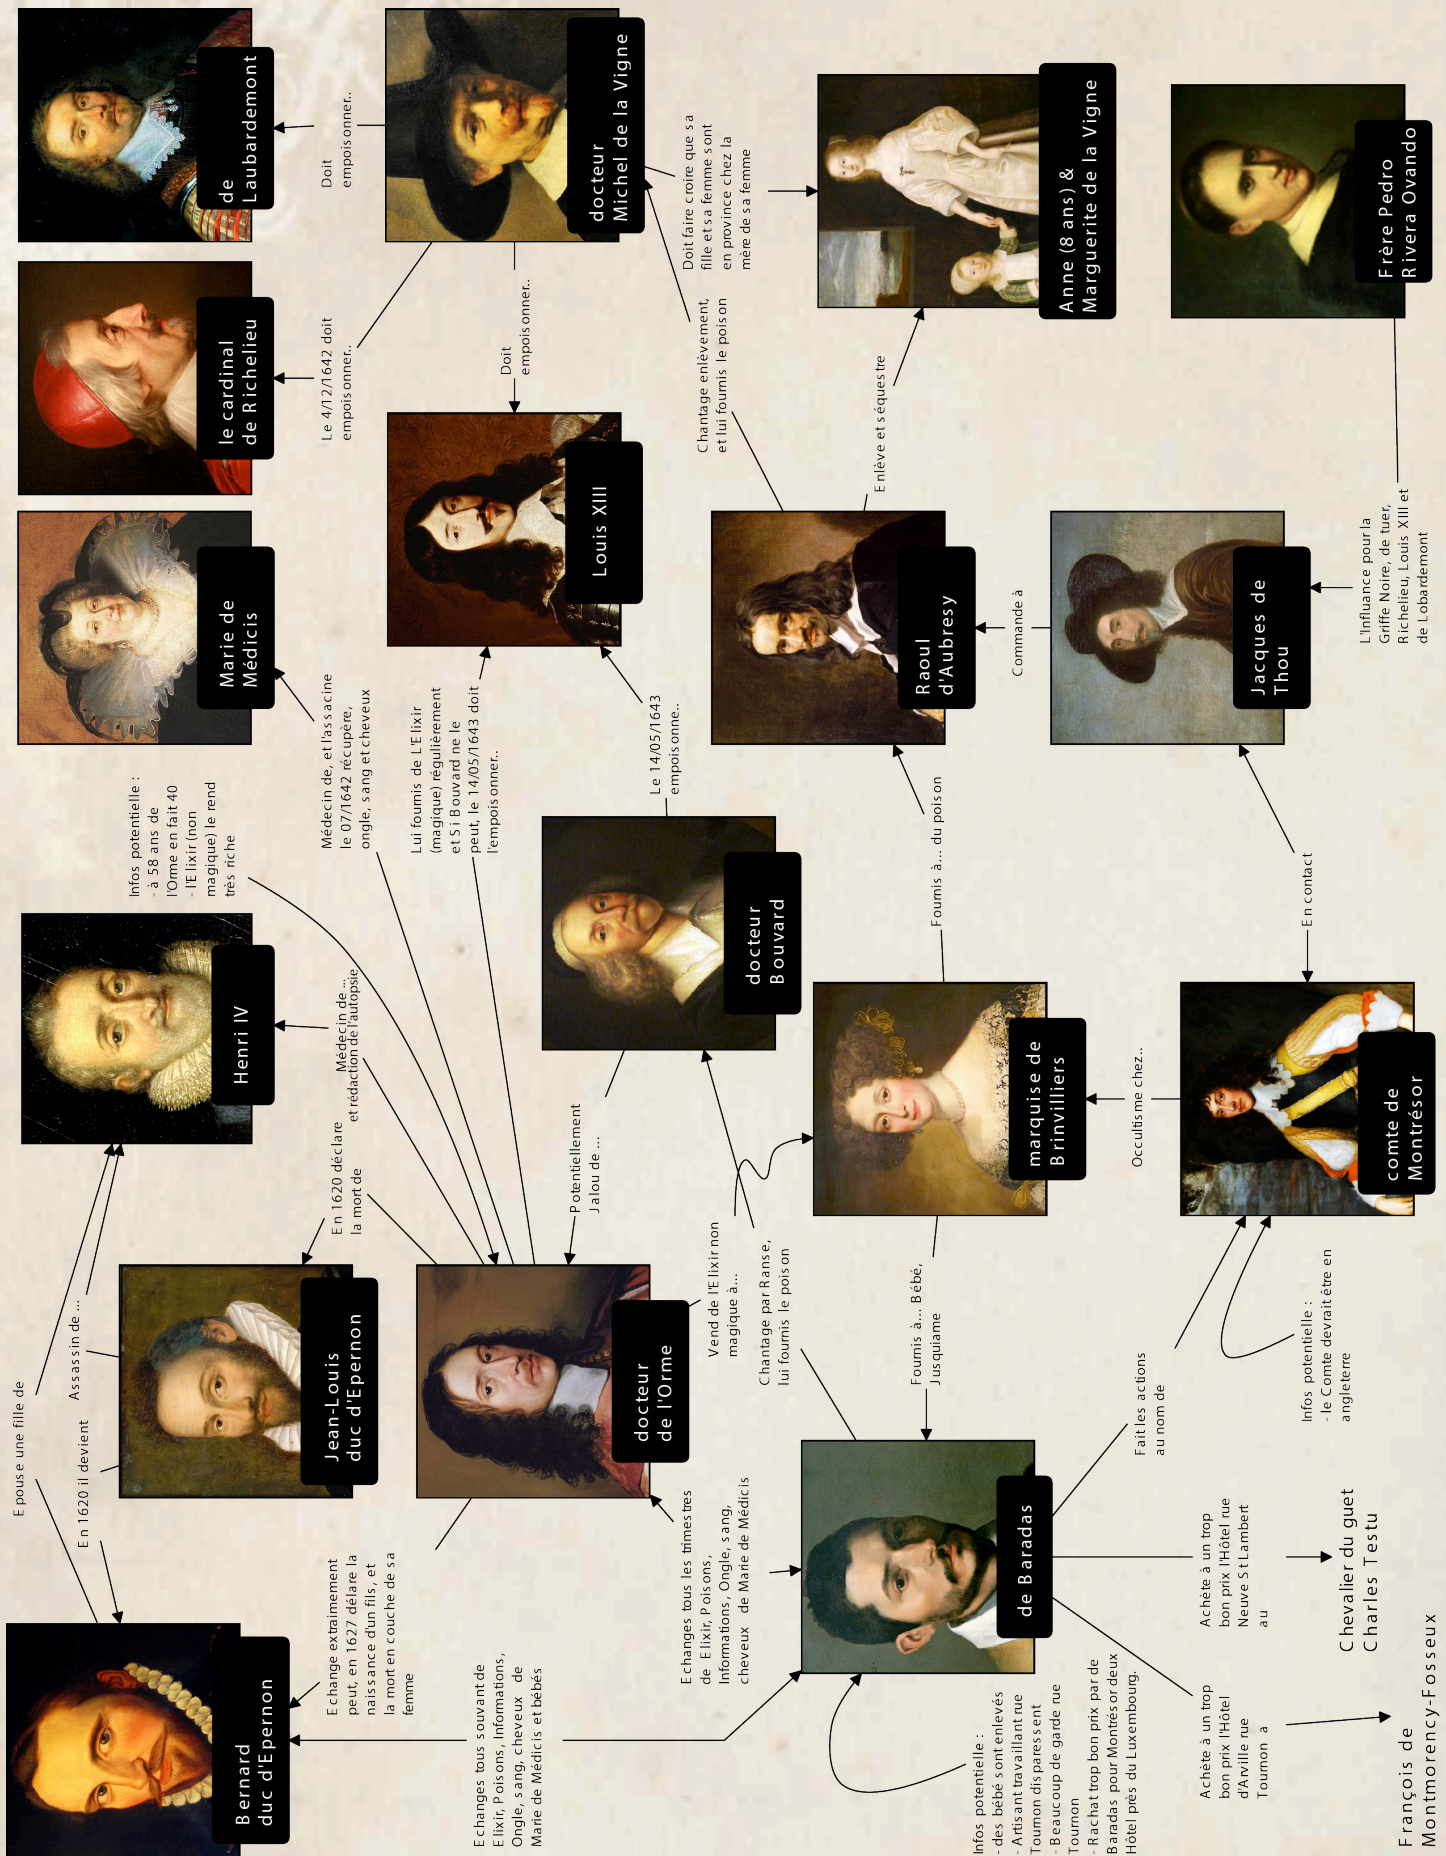 Bernard
duc d'Epernon
Epouse une fille de
En 1620 il devient
Assassin de ...
Jean-Louis
duc d'Epernon
Henri IV
Infos potentielle :
- à 58 ans de
l'Orme en fait 40
- l'Elixir (non
magique) le rend
très riche
Marie de
Médicis
le cardinal
de Richelieu
de
Laubardemont
En 1620 déclare
la mort de
Médecin de ...
et rédaction de l'autopsie
Médecin de, et l'assacine
le 07/1642 récupère,
ongle, sang et cheveux
Le 4/12/1642 doit
empoisonner..
Doit
empoisonner..
Echange extraimement
peut, en 1627 délare la
naissance d'un fils, et
la mort en couche de sa
femme
docteur
de l'Orme
Lui fournis de L'Elixir
(magique) régulièrement
et Si Bouvard ne le
peut, le 14/05/1643 doit
l'empoisonner..
Louis XIII
Doit
empoisonner..
docteur
Michel de la Vigne
Echanges tous souvant de
Elixir, Poisons, Informations,
Ongle, sang, cheveux de
Marie de Médicis et bébés
Potentiellement
Jalou de ...
docteur
Bouvard
Le 14/05/1643
empoisonne..
Echanges tous les trimestres
de Elixir, Poisons,
Informations, Ongle, sang,
cheveux de Marie de Médicis
Vend de l'Elixir non
magique à...
Chantage par Ranse,
lui fournis le poison
Chantage enlèvement,
et lui fournis le poison
Doit faire croire que sa
fille et sa femme sont
en province chez la
mère de sa femme
Raoul
d'Aubresy
Enlève et séquestre
Anne (8 ans) &
Marguerite de la Vigne
de Baradas
Fournis à... Bébé,
Jusquiame
marquise de
Brinvilliers
Fournis à... du poison
Commande à
Infos potentielle :
- des bébé sont enlevés
- Artisant travaillant rue
Tournon disparessent
- Beaucoup de garde rue
Tournon
- Rachat trop bon prix par de
Baradas pour Montrésor deux
Hôtel près du Luxembourg.
Fait les actions
au nom de
Occultisme chez..
Jacques de
Thou
Frère Pedro
Rivera Ovando
Achète à un trop
bon prix l'Hôtel
d'Arville rue
Tournon a
Achète à un trop
bon prix l'Hôtel rue
Neuve St Lambert
au
Infos potentielle :
- le Comte devrait être en
angleterre
comte de
Montrésor
En contact
L'Influance pour la
Griffe Noire, de tuer,
Richelieu, Louis XIII et
de Lobardemont
François de
Montmorency-Fosseux
Chevalier du guet
Charles Testu